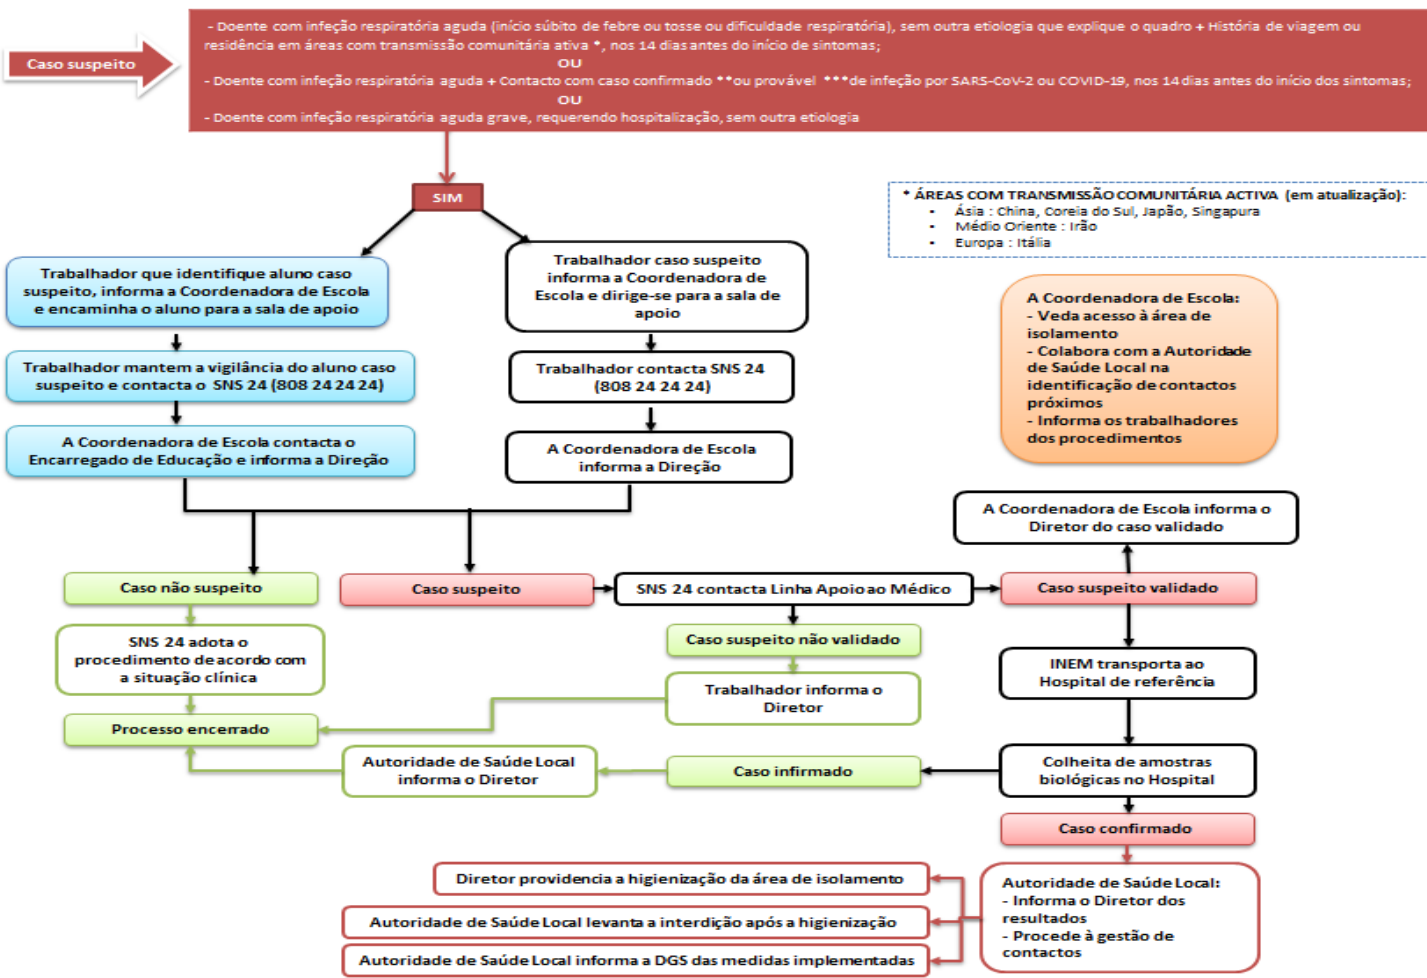 Caso suspeito
- Doente com infeção respiratória aguda (início súbito de febre ou tosse ou dificuldade respiratória), sem outra etiologia que explique o quadro + História de viagem ou
residência em áreas com transmissão comunitária ativa *, nos 14 dias antes do início de sintomas;
OU
- Doente com infeção respiratória aguda + Contacto com caso confirmado **ou provável ***de infeção por SARS-CoV-2 ou COVID-19, nos 14 dias antes do início dos sintomas;
OU
- Doente com infeção respiratória aguda grave, requerendo hospitalização, sem outra etiologia
SIM
* ÁREAS COM TRANSMISSÃO COMUNITÁRIA ACTIVA (em atualização):
• Ásia : China, Coreia do Sul, Japão, Singapura
• Médio Oriente : Irão
• Europa : Itália
Trabalhador que identifique aluno caso
suspeito, informa a Coordenadora de Escola
e encaminha o aluno para a sala de apoio
Trabalhador caso suspeito
informa a Coordenadora de
Escola e dirige-se para a sala de
apoio
A Coordenadora de Escola:
- Veda acesso à área de
isolamento
- Colabora com a Autoridade
de Saúde Local na
identificação de contactos
próximos
- Informa os trabalhadores
dos procedimentos
Trabalhador mantem a vigilância do aluno caso
suspeito e contacta o SNS 24 (808 24 24 24)
Trabalhador contacta SNS 24
(808 24 24 24)
A Coordenadora de Escola contacta o
Encarregado de Educação e informa a Direção
A Coordenadora de Escola
informa a Direção
A Coordenadora de Escola informa o
Diretor do caso validado
Caso não suspeito
Caso suspeito
SNS 24 contacta Linha Apoio ao Médico
Caso suspeito validado
SNS 24 adota o
procedimento de acordo com
a situação clínica
Caso suspeito não validado
INEM transporta ao
Hospital de referência
Trabalhador informa o
Diretor
Processo encerrado
Autoridade de Saúde Local
informa o Diretor
Caso infirmado
Colheita de amostras
biológicas no Hospital
Caso confirmado
Autoridade de Saúde Local:
- Informa o Diretor dos
resultados
- Procede à gestão de
contactos
Diretor providencia a higienização da área de isolamento
Autoridade de Saúde Local levanta a interdição após a higienização
Autoridade de Saúde Local informa a DGS das medidas implementadas